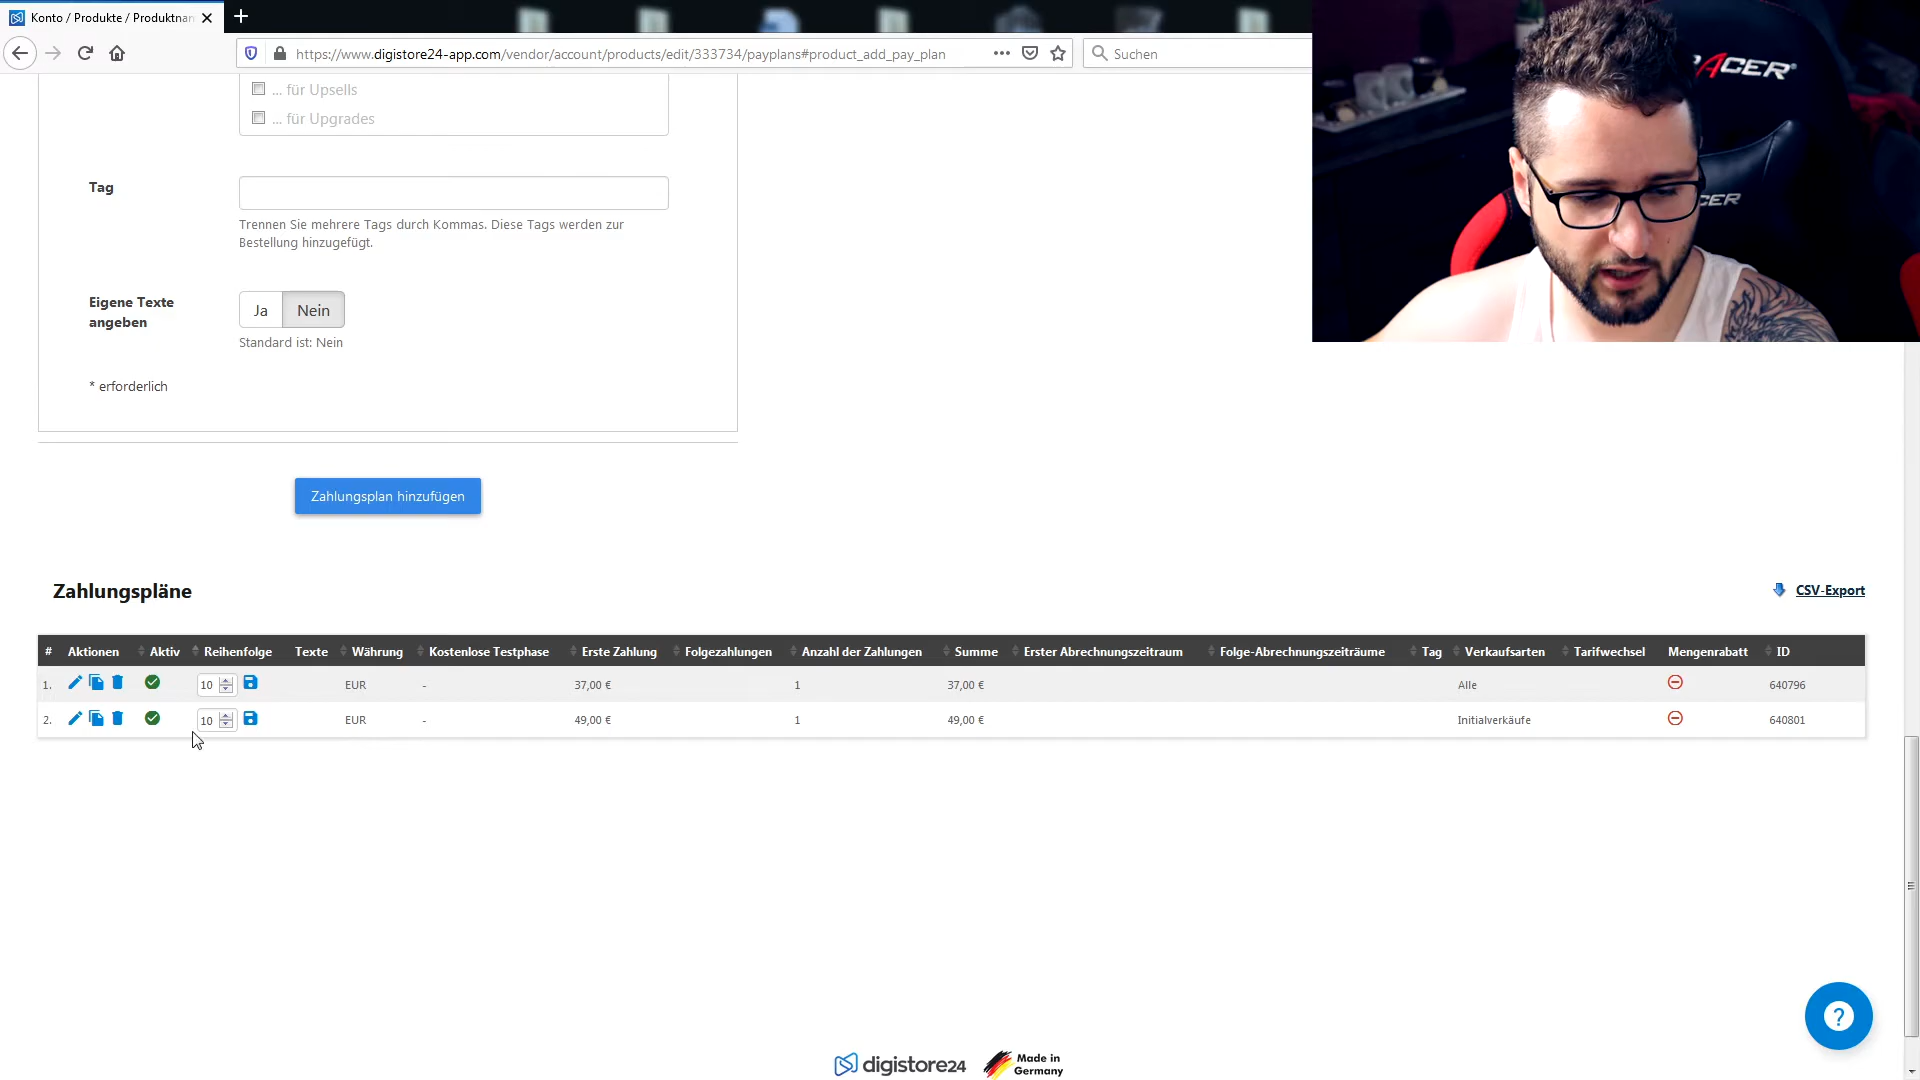 Konto / Produkte / Produktnan
https://www.digistore24-app.com/vendor/account/products/edit/333734/payplans#product_add_pay_plan
Suchen
ACER
CER
... für Upsells
... für Upgrades
Tag
Trennen Sie mehrere Tags durch Kommas. Diese Tags werden zur
Bestellung hinzugefügt.
Eigene Texte
angeben
Ja Nein
Standard ist: Nein
* erforderlich
Zahlungsplan hinzufügen
Zahlungspläne
CSV-Export
# Aktionen Aktiv Reihenfolge Texte Währung Kostenlose Testphase Erste Zahlung Folgezahlungen Anzahl der Zahlungen Summe Erster Abrechnungszeitraum Folge-Abrechnungszeiträume Tag Verkaufsarten Tarifwechsel Mengenrabatt ID
1. 10 EUR - 37,00 € 1 37,00 € Alle 640796
2. 10 EUR - 49,00 € 1 49,00 € Initialverkäufe 640801
?
digistore24
Made in
Germany